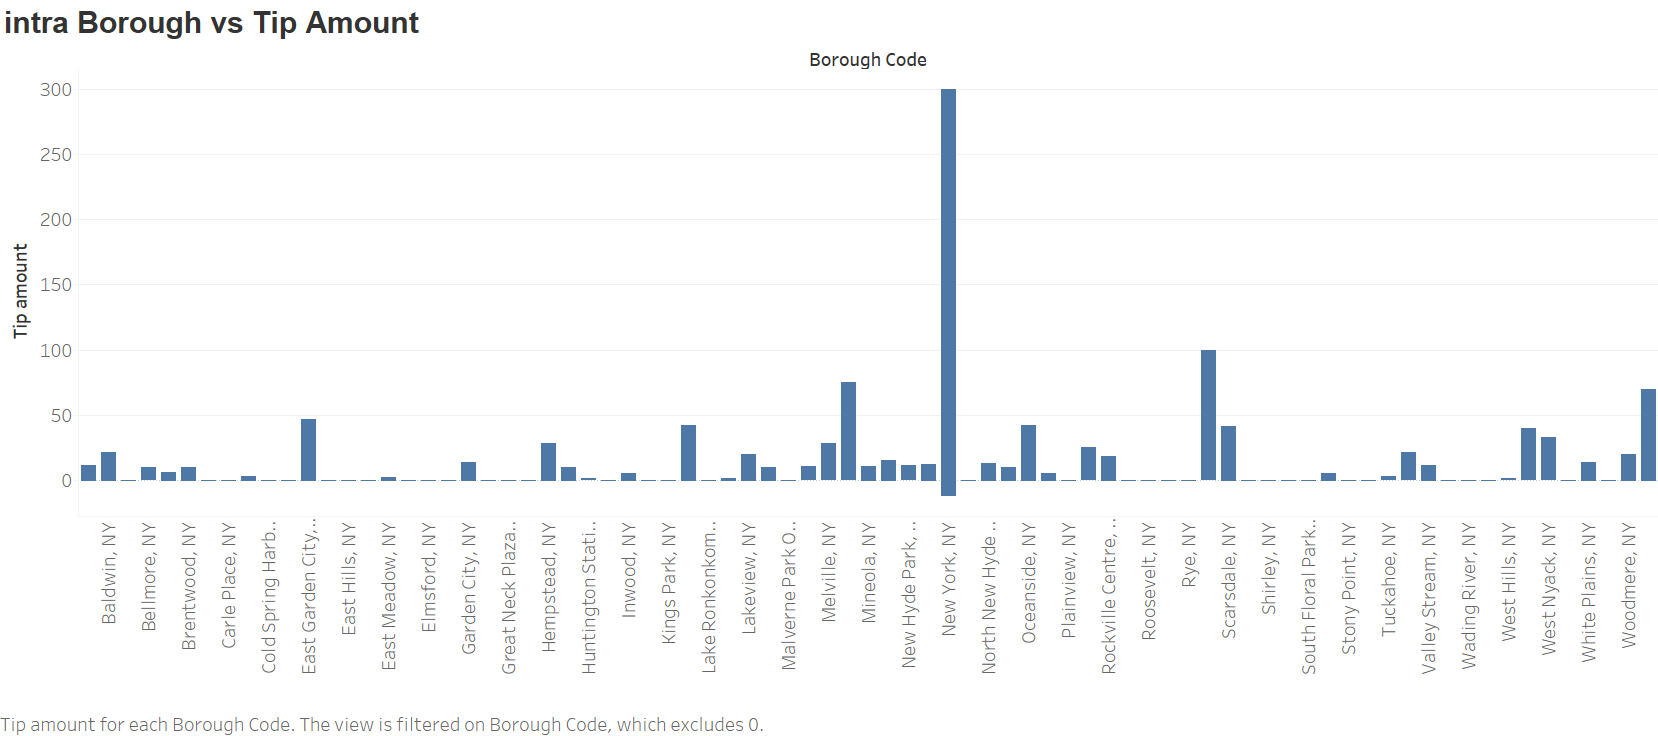 intra Borough vs Tip Amount
Borough Code
Tip amount
300
250
200
150
100
50
0
Baldwin, NY
Bellmore, NY
Brentwood, NY
Carle Place, NY
Cold Spring Harb..
East Garden City,..
East Hills, NY
East Meadow, NY
Elmsford, NY
Garden City, NY
Great Neck Plaza..
Hempstead, NY
Huntington Stati..
Inwood, NY
Kings Park, NY
Lake Ronkonkom..
Lakeview, NY
Malverne Park O..
Melville, NY
Mineola, NY
New Hyde Park, ..
New York, NY
North New Hyde ..
Oceanside, NY
Plainview, NY
Rockville Centre, ..
Roosevelt, NY
Rye, NY
Scarsdale, NY
Shirley, NY
South Floral Park..
Stony Point, NY
Tuckahoe, NY
Valley Stream, NY
Wading River, NY
West Hills, NY
West Nyack, NY
White Plains, NY
Woodmere, NY
Tip amount for each Borough Code. The view is filtered on Borough Code, which excludes 0.